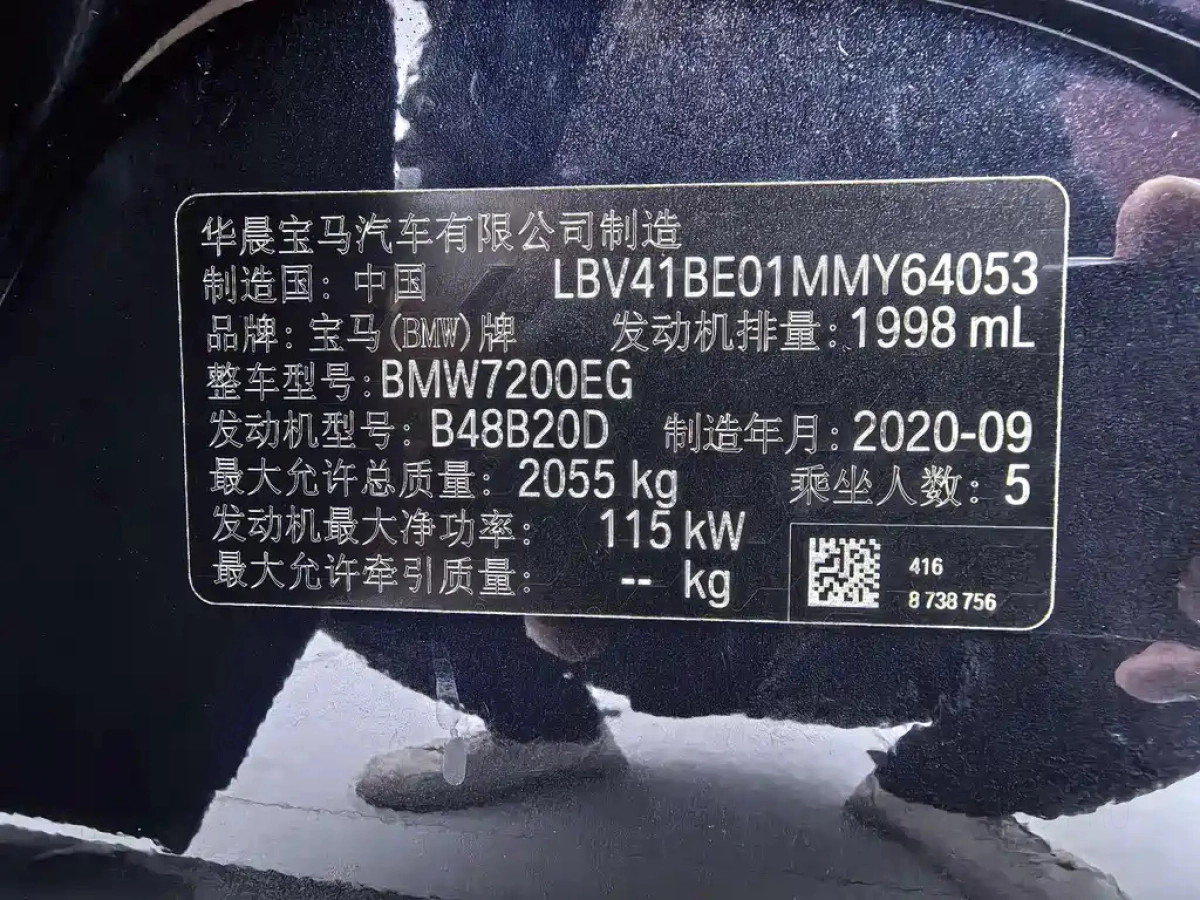 华晨宝马汽车有限公司制造
制造国：中国 LBV41BE01MMY64053
品牌：宝马(BMW)牌 发动机排量：1998 mL
整车型号：BMW7200EG
发动机型号：B48B20D 制造年月：2020-09
最大允许总质量：2055 kg 乘坐人数：5
发动机最大净功率：115 kW
最大允许牵引质量：-- kg
416
8 738 756